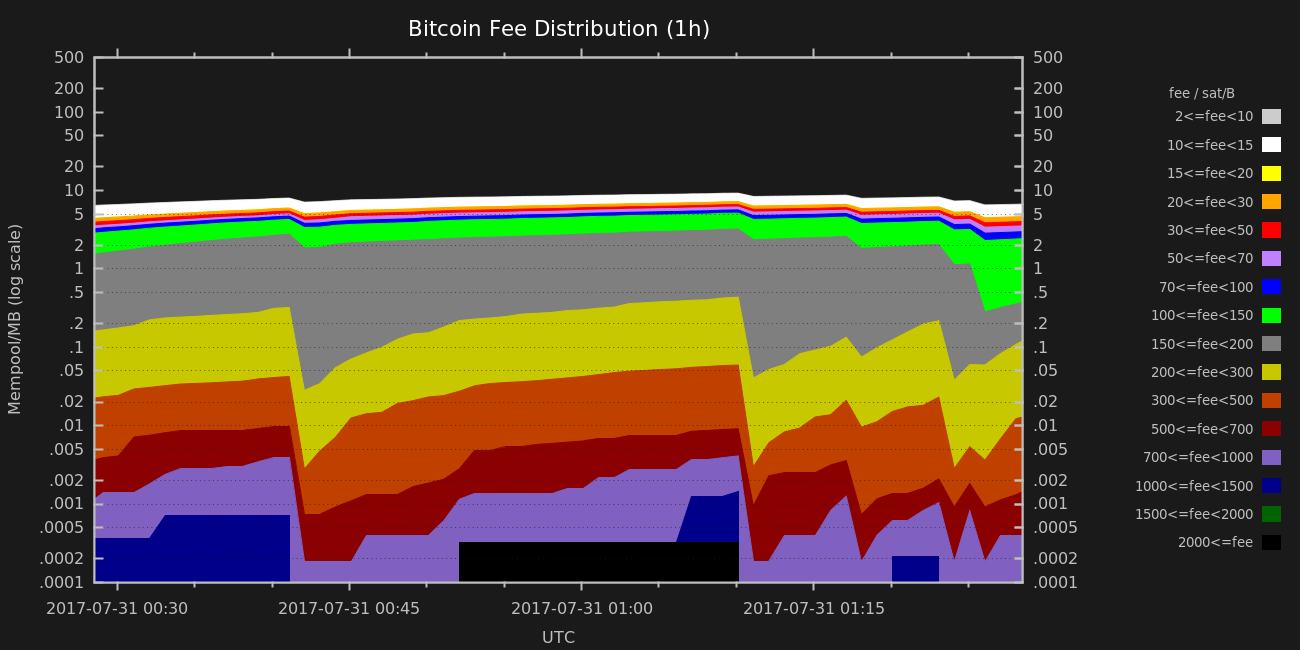 Bitcoin Fee Distribution (1h)
Mempool/MB (log scale)
500
200
100
50
20
10
5
2
1
.5
.2
.1
.05
.02
.01
.005
.002
.001
.0005
.0002
.0001
500
200
100
50
20
10
5
2
1
.5
.2
.1
.05
.02
.01
.005
.002
.001
.0005
.0002
.0001
2017-07-31 00:30
2017-07-31 00:45
2017-07-31 01:00
2017-07-31 01:15
UTC
fee / sat/B
2<=fee<10
10<=fee<15
15<=fee<20
20<=fee<30
30<=fee<50
50<=fee<70
70<=fee<100
100<=fee<150
150<=fee<200
200<=fee<300
300<=fee<500
500<=fee<700
700<=fee<1000
1000<=fee<1500
1500<=fee<2000
2000<=fee